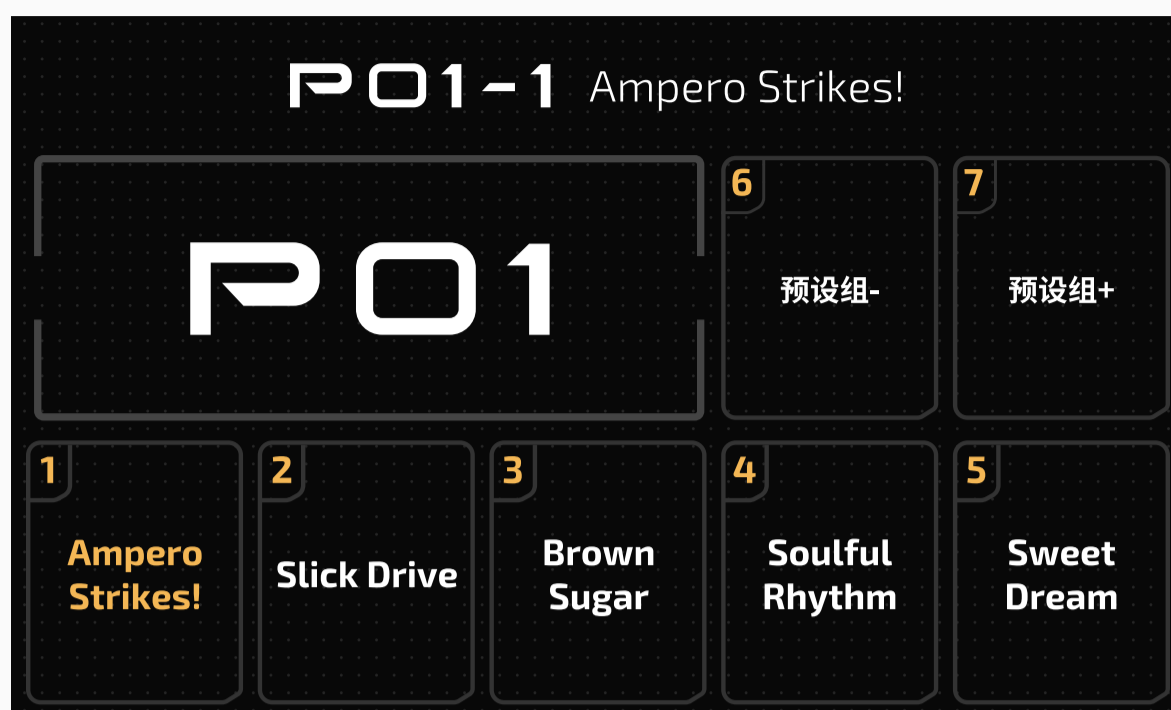 P01-1 Ampero Strikes!
P01
6
预设组-
7
预设组+
1
Ampero
Strikes!
2
Slick Drive
3
Brown
Sugar
4
Soulful
Rhythm
5
Sweet
Dream